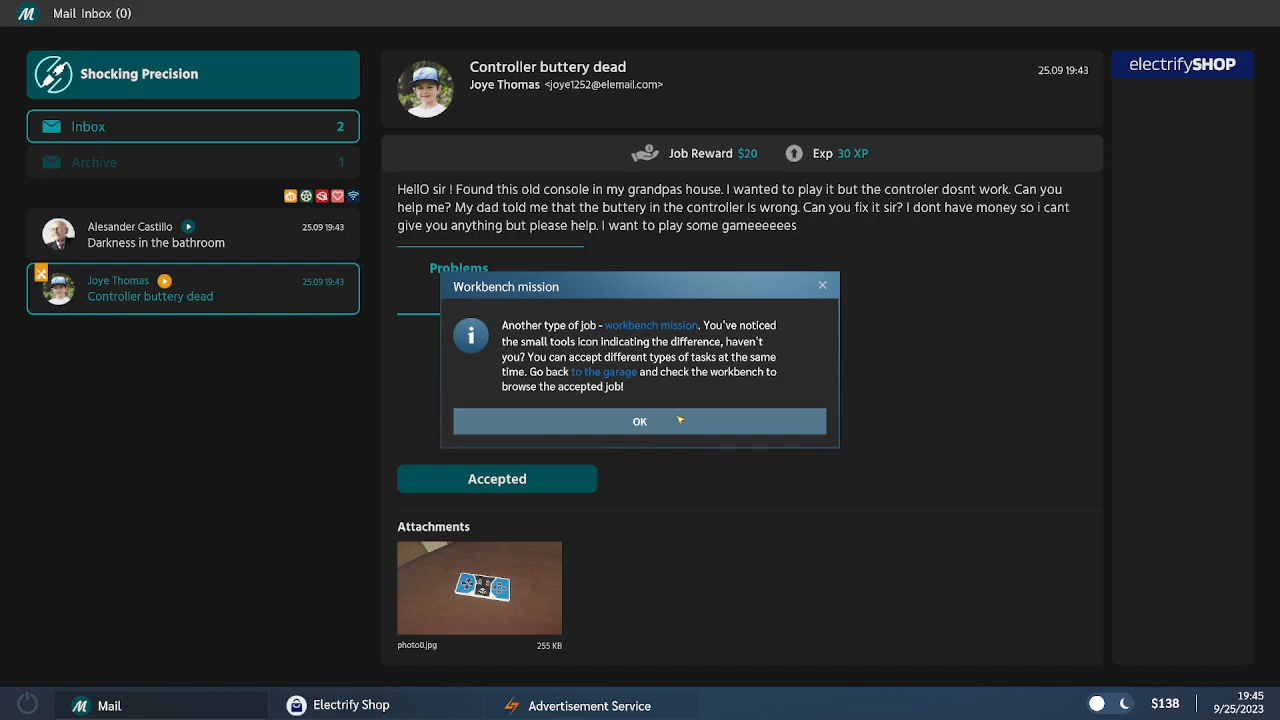 Mail Inbox (0)
Shocking Precision
Inbox 2
Archive 1
Alesander Castillo 25.09 19:43
Darkness in the bathroom
Joye Thomas 25.09 19:43
Controller buttery dead
Controller buttery dead
Joye Thomas <joye1252@elemail.com>
25.09 19:43
electrifySHOP
Job Reward $20 Exp 30 XP
HellO sir ! Found this old console in my grandpas house. I wanted to play it but the controler dosnt work. Can you
help me? My dad told me that the buttery in the controller Is wrong. Can you fix it sir? I dont have money so i cant
give you anything but please help. I want to play some gameeeeees
Problems
Workbench mission
Another type of job - workbench mission. You've noticed
the small tools icon indicating the difference, haven't
you? You can accept different types of tasks at the same
time. Go back to the garage and check the workbench to
browse the accepted job!
OK
Accepted
Attachments
photo0.jpg 255 KB
Mail
Electrify Shop
Advertisement Service
$138
19:45
9/25/2023